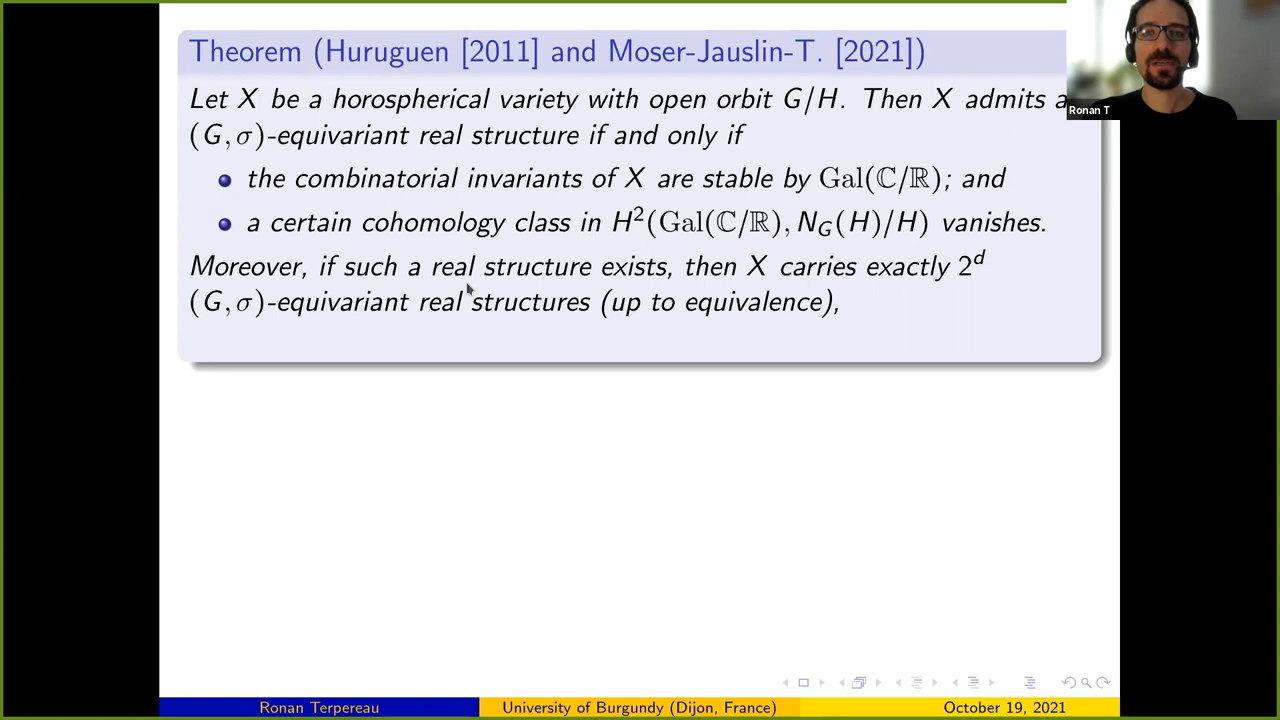 Theorem (Huruguen [2011] and Moser-Jauslin-T. [2021])
Let X be a horospherical variety with open orbit G/H. Then X admits a
(G, σ)-equivariant real structure if and only if
the combinatorial invariants of X are stable by Gal(ℂ/ℝ); and
a certain cohomology class in H²(Gal(ℂ/ℝ), N_G(H)/H) vanishes.
Moreover, if such a real structure exists, then X carries exactly 2ᵈ
(G, σ)-equivariant real structures (up to equivalence),
Ronan T
Ronan Terpereau
University of Burgundy (Dijon, France)
October 19, 2021